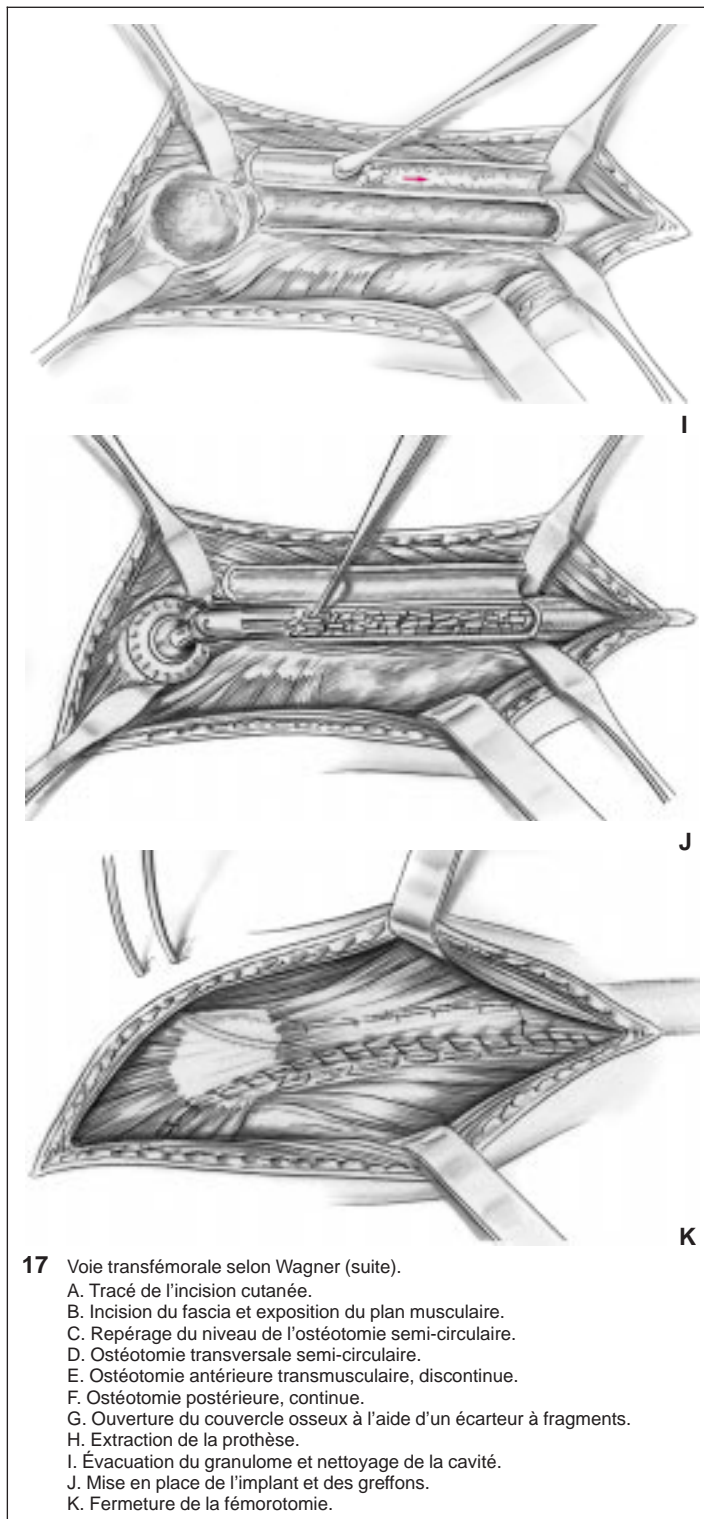 I
J
K
17 Voie transfémorale selon Wagner (suite).
A. Tracé de l'incision cutanée.
B. Incision du fascia et exposition du plan musculaire.
C. Repérage du niveau de l'ostéotomie semi-circulaire.
D. Ostéotomie transversale semi-circulaire.
E. Ostéotomie antérieure transmusculaire, discontinue.
F. Ostéotomie postérieure, continue.
G. Ouverture du couvercle osseux à l'aide d'un écarteur à fragments.
H. Extraction de la prothèse.
I. Évacuation du granulome et nettoyage de la cavité.
J. Mise en place de l'implant et des greffons.
K. Fermeture de la fémorotomie.